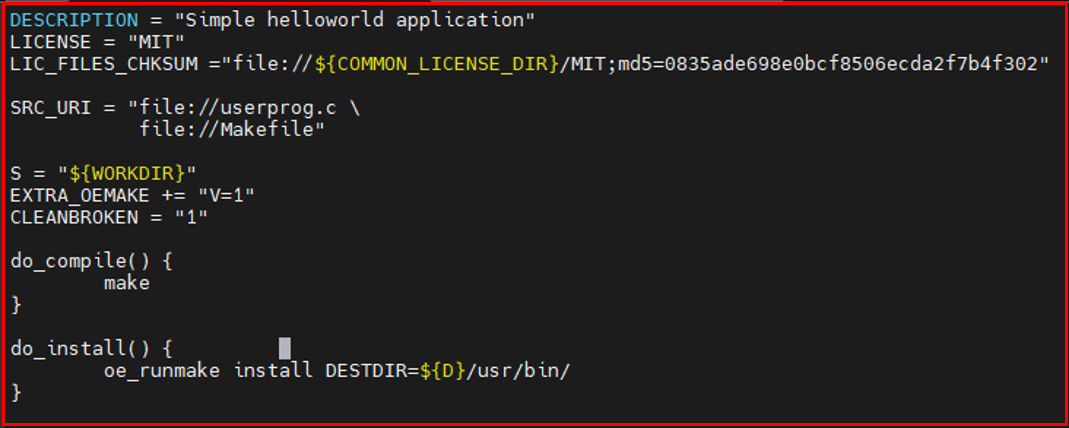 DESCRIPTION = "Simple helloworld application"
LICENSE = "MIT"
LIC_FILES_CHKSUM ="file://${COMMON_LICENSE_DIR}/MIT;md5=0835ade698e0bcf8506ecda2f7b4f302"
SRC_URI = "file://userprog.c \
file://Makefile"
S = "${WORKDIR}"
EXTRA_OEMAKE += "V=1"
CLEANBROKEN = "1"
do_compile() {
make
}
do_install() {
oe_runmake install DESTDIR=${D}/usr/bin/
}